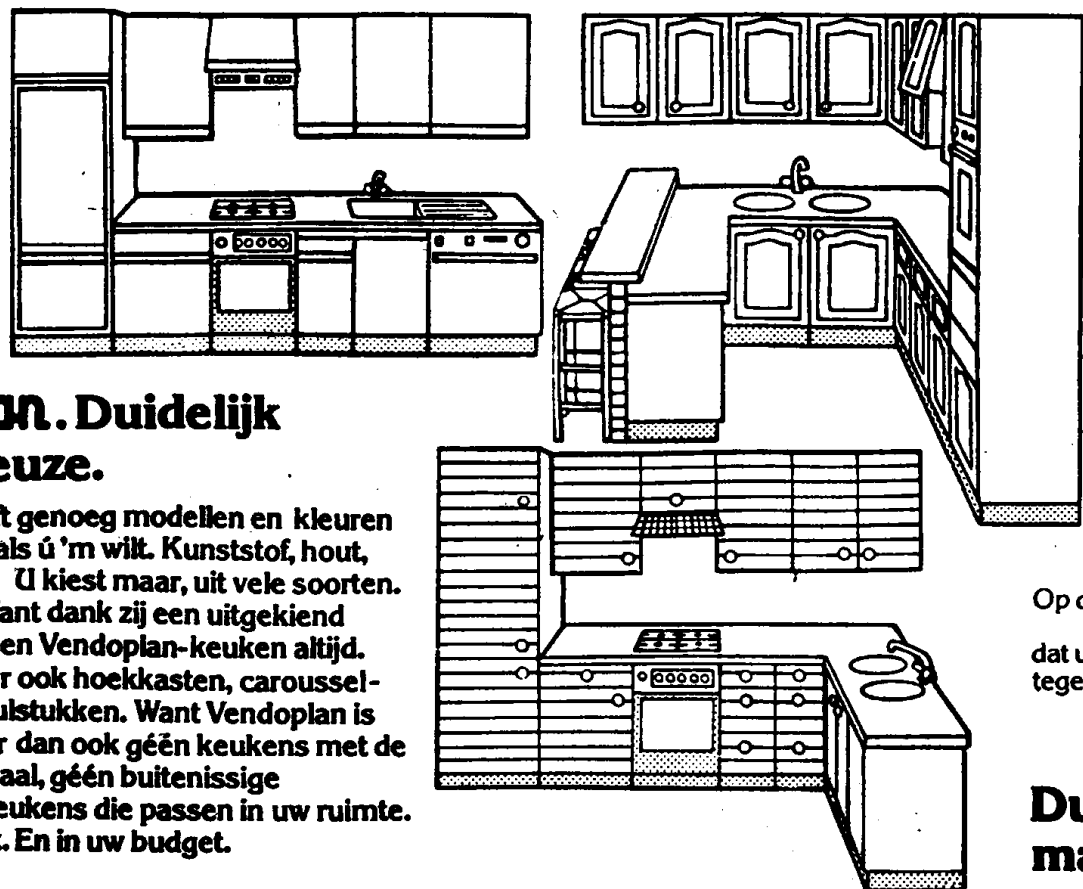 Duidelijk
euze.
genoeg modellen en kleuren
als ú 'm wilt. Kunststof, hout,
U kiest maar, uit vele soorten.
ant dank zij een uitgekiend
en Vendoplan-keuken altijd.
r ook hoekkasten, caroussel-
ulstukken. Want Vendoplan is
r dan ook géén keukens met de
aal, géén buitenissige
eukens die passen in uw ruimte.
. En in uw budget.
Op d
dat u
tege
Du
ma